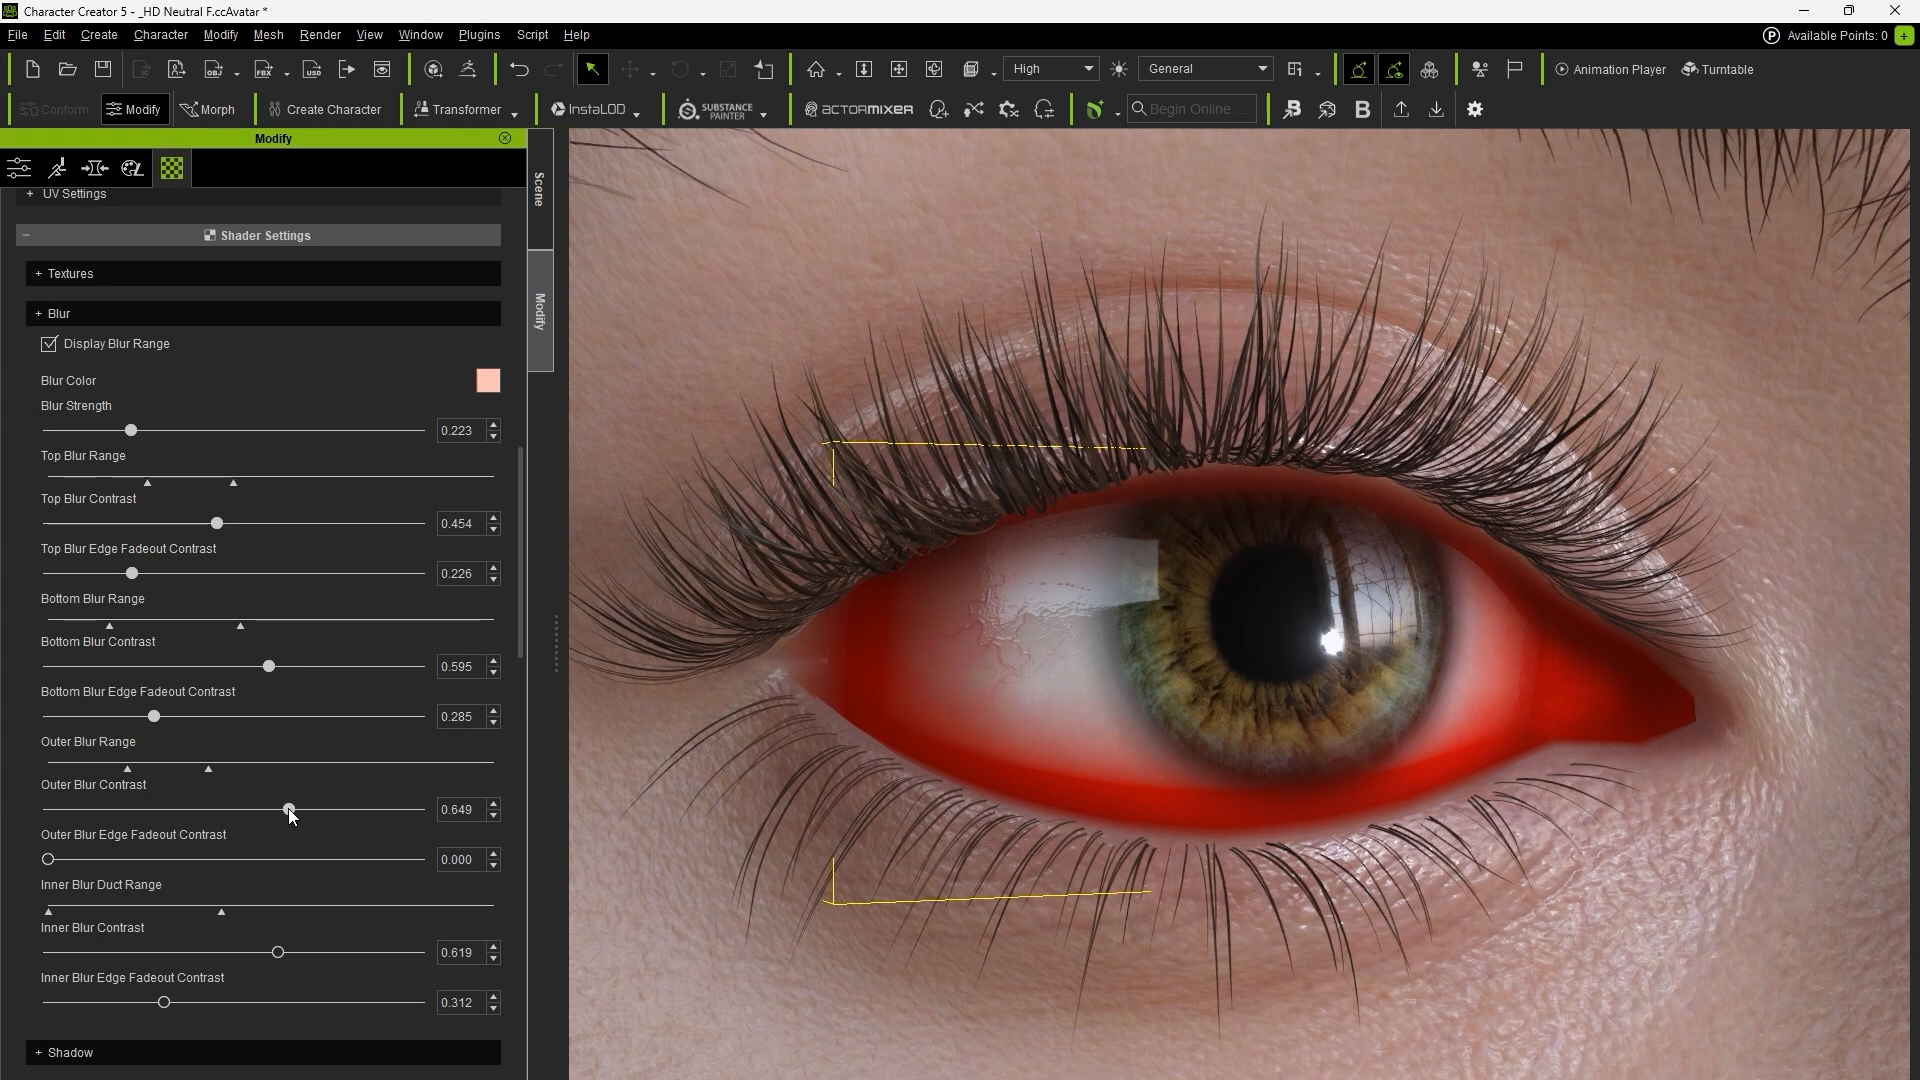 Character Creator 5 - _HD Neutral F.ccAvatar *
File Edit Create Character Modify Mesh Render View Window Plugins Script Help
Available Points: 0
High
General
Animation Player
Turntable
Conform
Modify
Morph
Create Character
Transformer
InstaLOD
SUBSTANCE PAINTER
ACTORMIXER
Begin Online ...
Modify
Scene
Modify
+ UV Settings
Shader Settings
+ Textures
+ Blur
Display Blur Range
Blur Color
Blur Strength
0.223
Top Blur Range
Top Blur Contrast
0.454
Top Blur Edge Fadeout Contrast
0.226
Bottom Blur Range
Bottom Blur Contrast
0.595
Bottom Blur Edge Fadeout Contrast
0.285
Outer Blur Range
Outer Blur Contrast
0.649
Outer Blur Edge Fadeout Contrast
0.000
Inner Blur Duct Range
Inner Blur Contrast
0.619
Inner Blur Edge Fadeout Contrast
0.312
+ Shadow